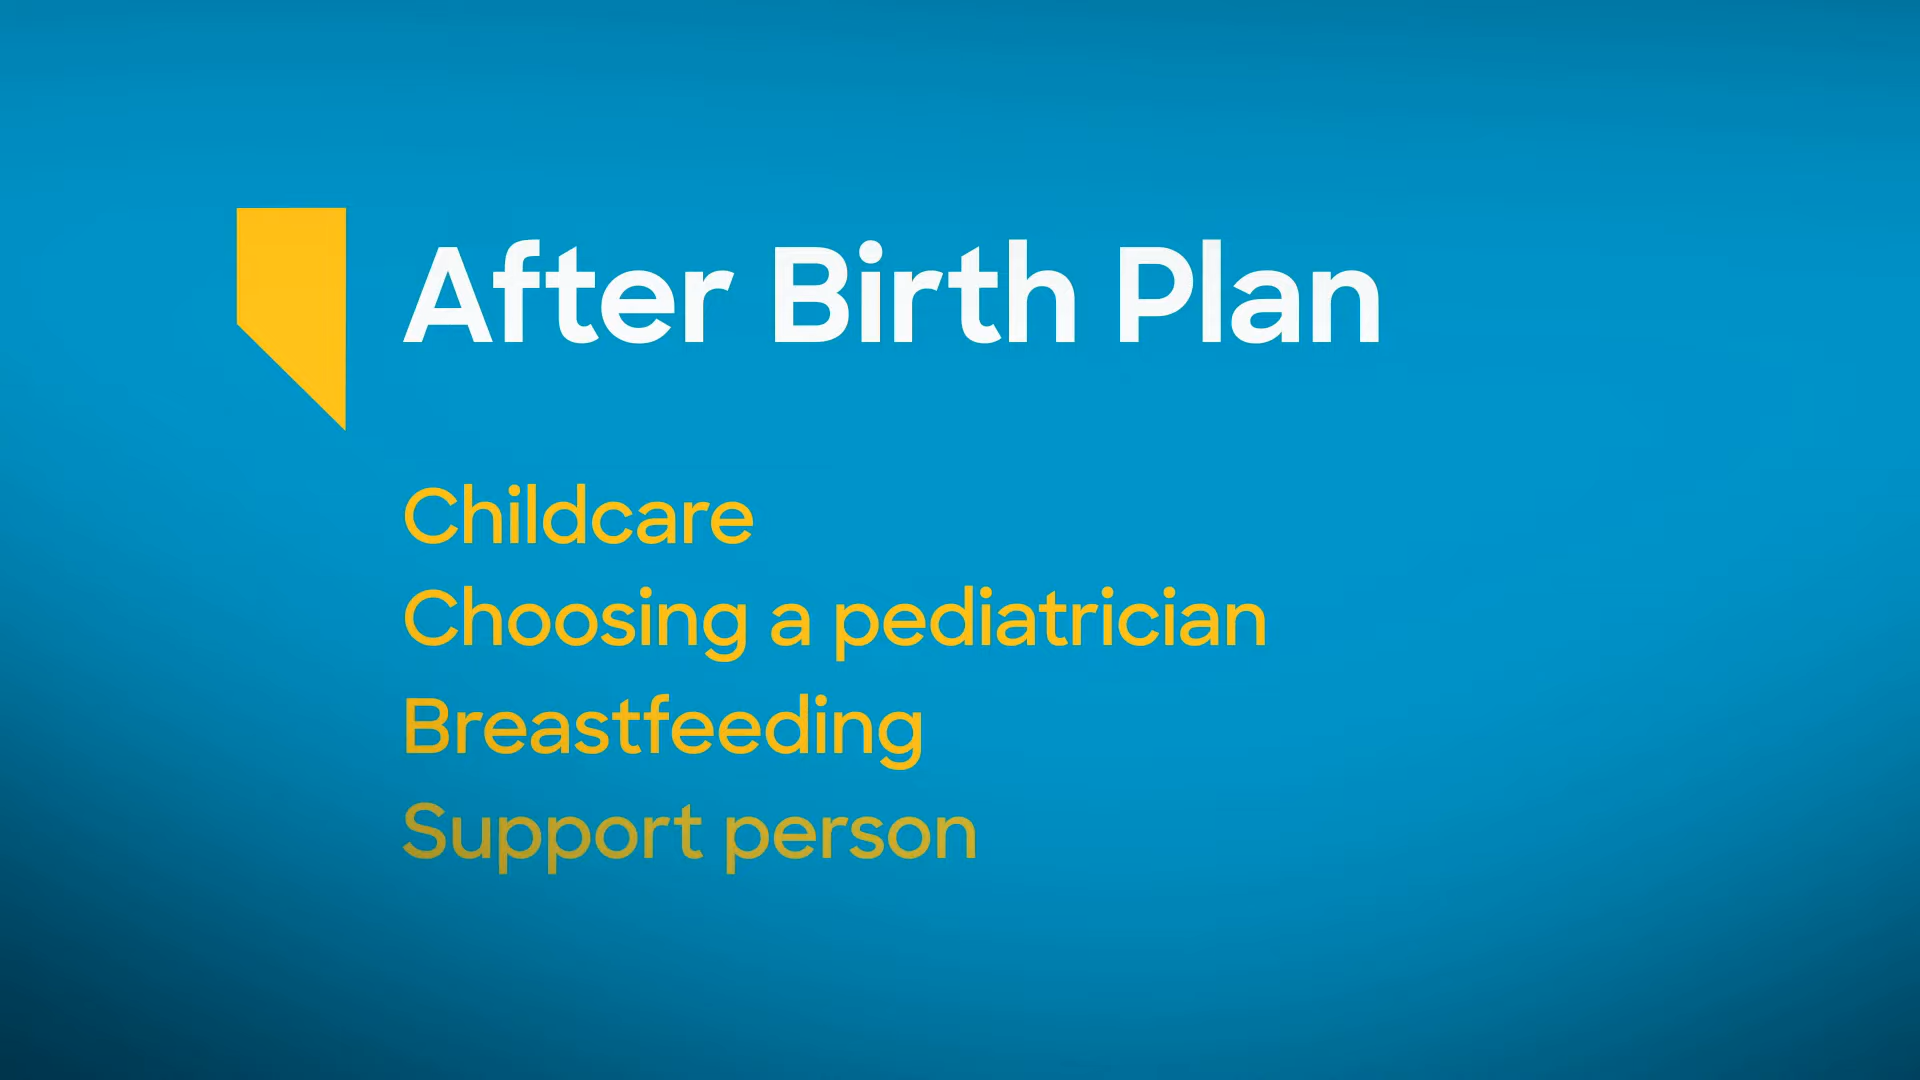 After Birth Plan
Childcare
Choosing a pediatrician
Breastfeeding
Support person